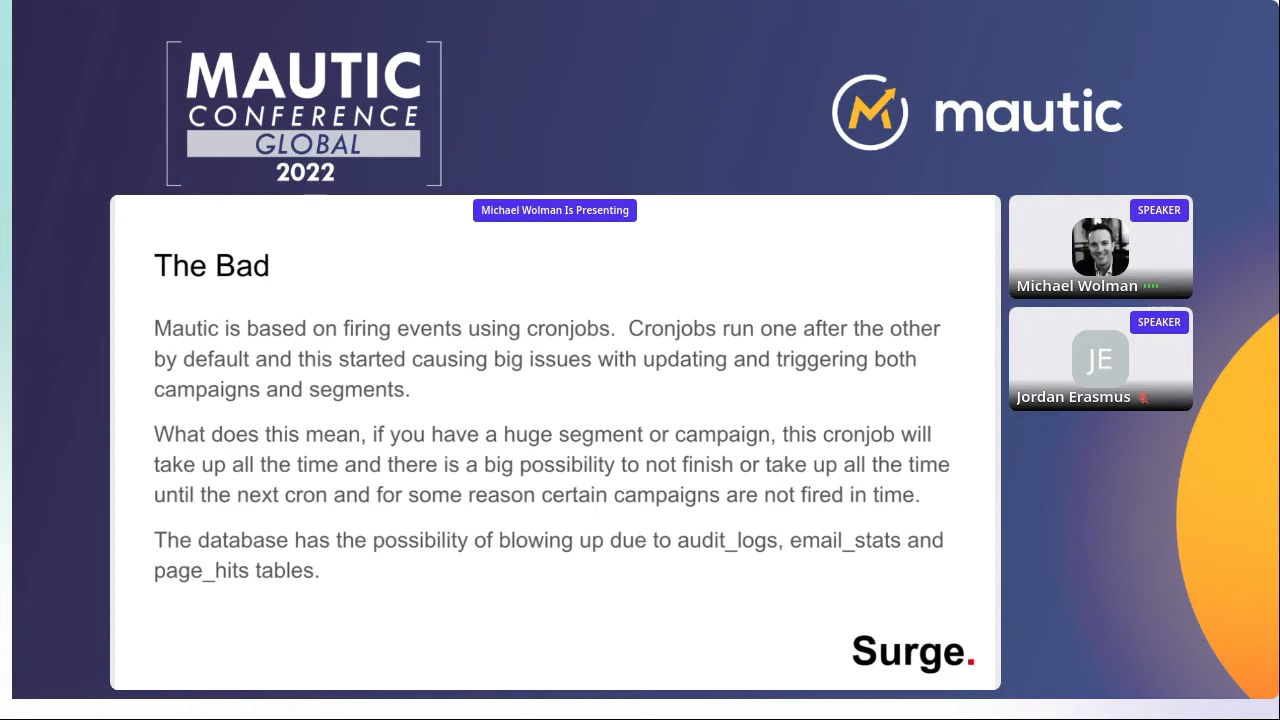 MAUTIC
CONFERENCE
GLOBAL
2022
mautic
Michael Wolman Is Presenting
The Bad
Mautic is based on firing events using cronjobs.  Cronjobs run one after the other
by default and this started causing big issues with updating and triggering both
campaigns and segments.
What does this mean, if you have a huge segment or campaign, this cronjob will
take up all the time and there is a big possibility to not finish or take up all the time
until the next cron and for some reason certain campaigns are not fired in time.
The database has the possibility of blowing up due to audit_logs, email_stats and
page_hits tables.
Surge.
SPEAKER
Michael Wolman
SPEAKER
JE
Jordan Erasmus